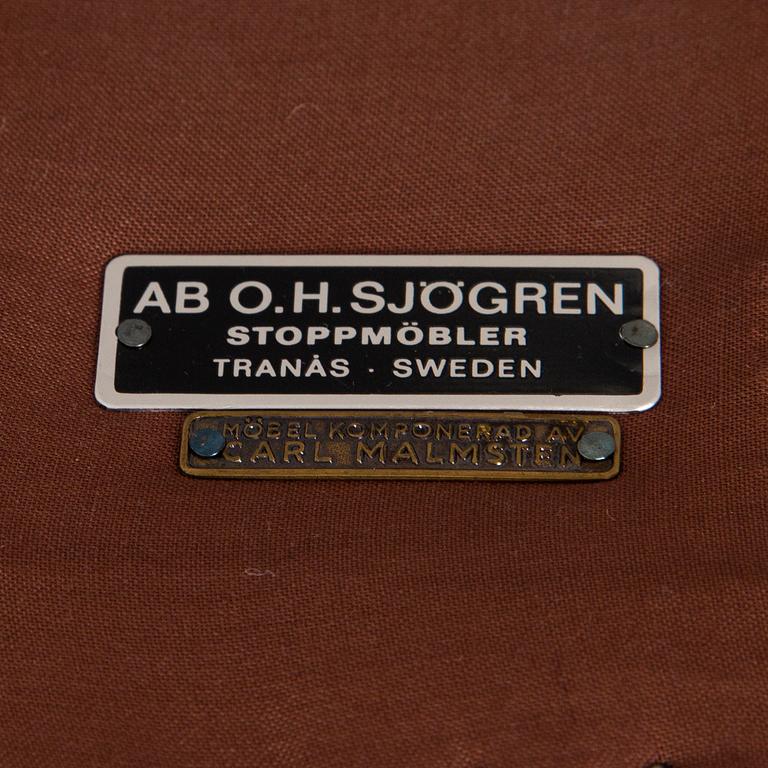 AB O.H. SJÖGREN
STOPPMÖBLER
TRANÅS · SWEDEN
MÖBEL KOMPONERAD AV
CARL MALMSTEN